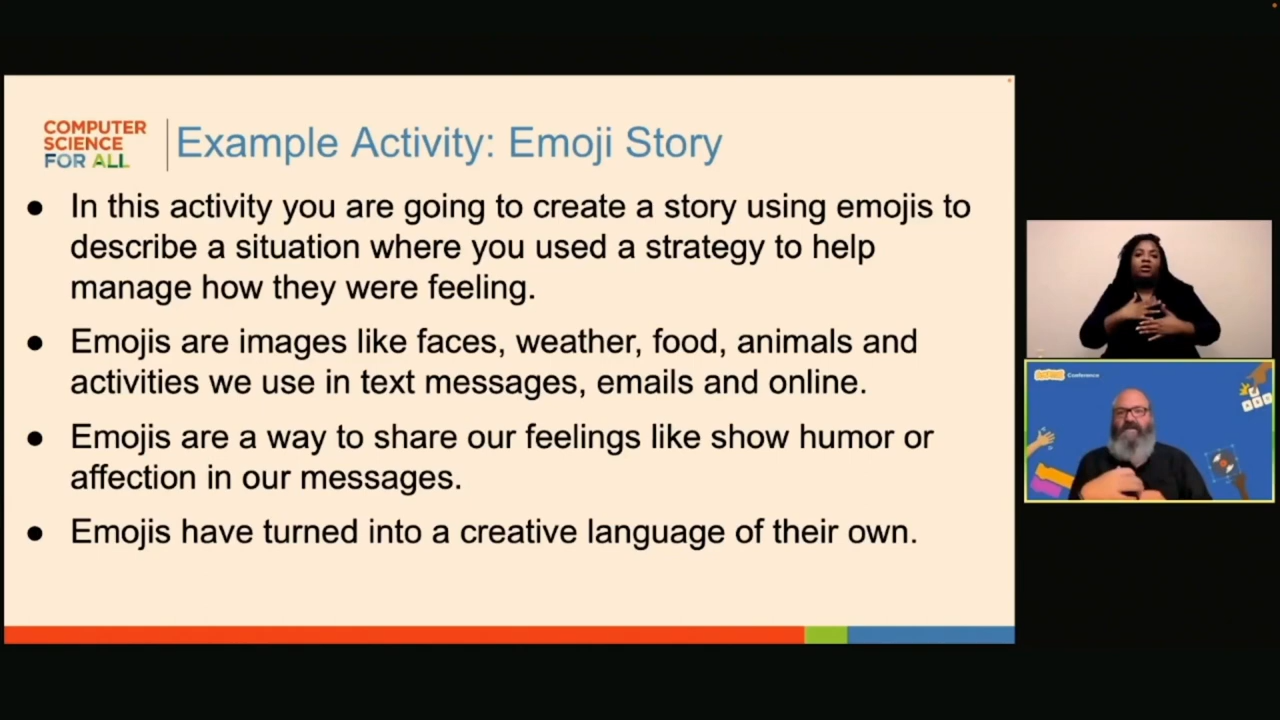 COMPUTER
SCIENCE
FOR ALL
Example Activity: Emoji Story
● In this activity you are going to create a story using emojis to
describe a situation where you used a strategy to help
manage how they were feeling.
● Emojis are images like faces, weather, food, animals and
activities we use in text messages, emails and online.
● Emojis are a way to share our feelings like show humor or
affection in our messages.
● Emojis have turned into a creative language of their own.
Conference